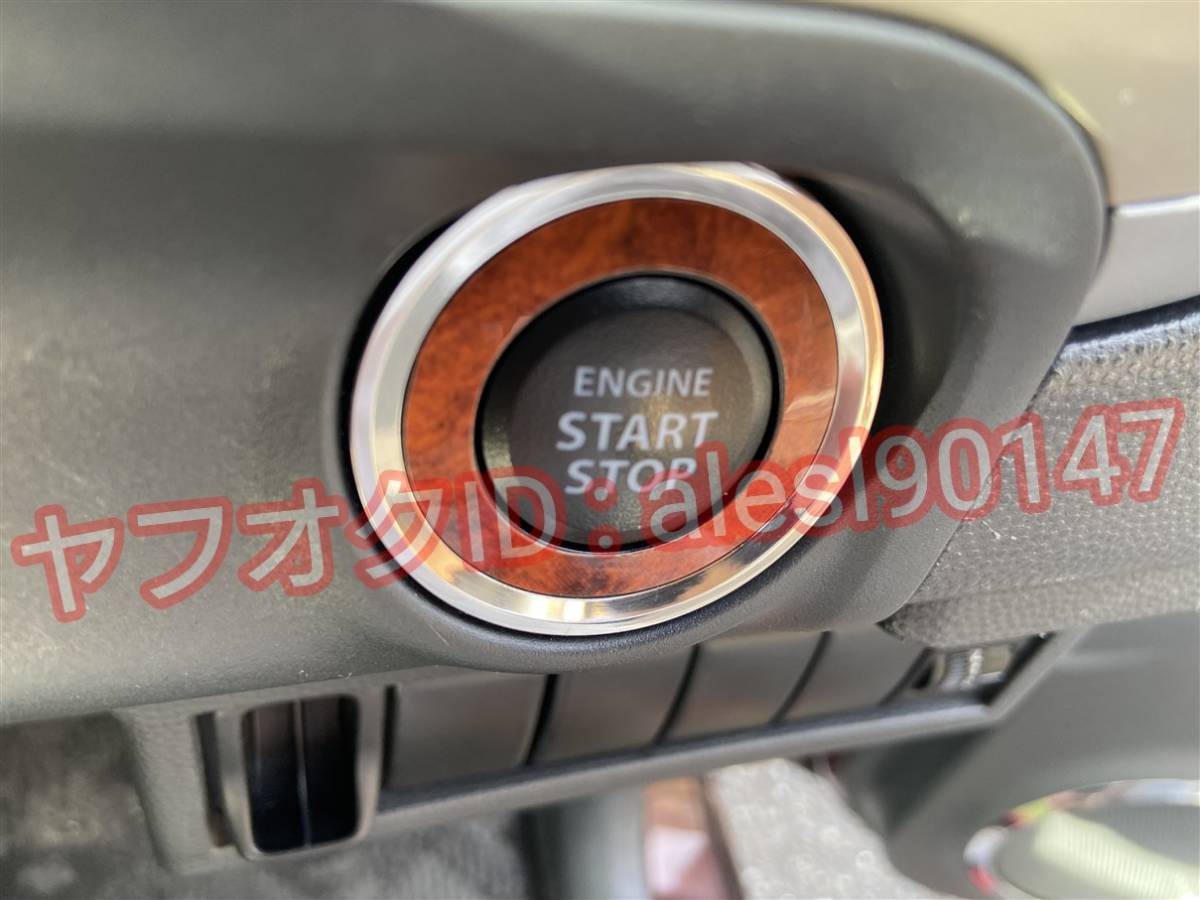 ENGINE
START
STOP
ヤフオクID：alesl90147